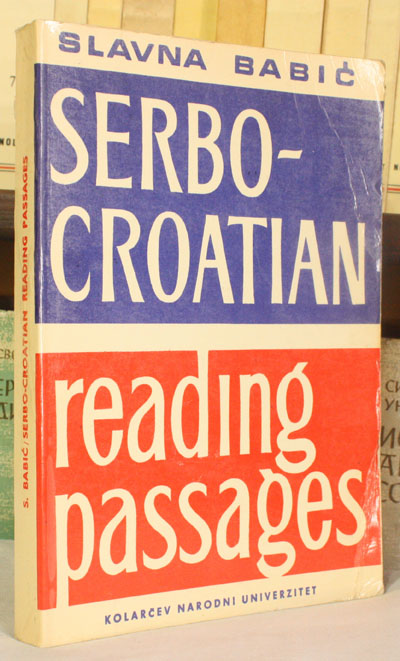 SLAVNA BABIĆ
SERBO-
CROATIAN
reading
passages
KOLARČEV NARODNI UNIVERZITET
S. BABIĆ/SERBO-CROATIAN READING PASSAGES